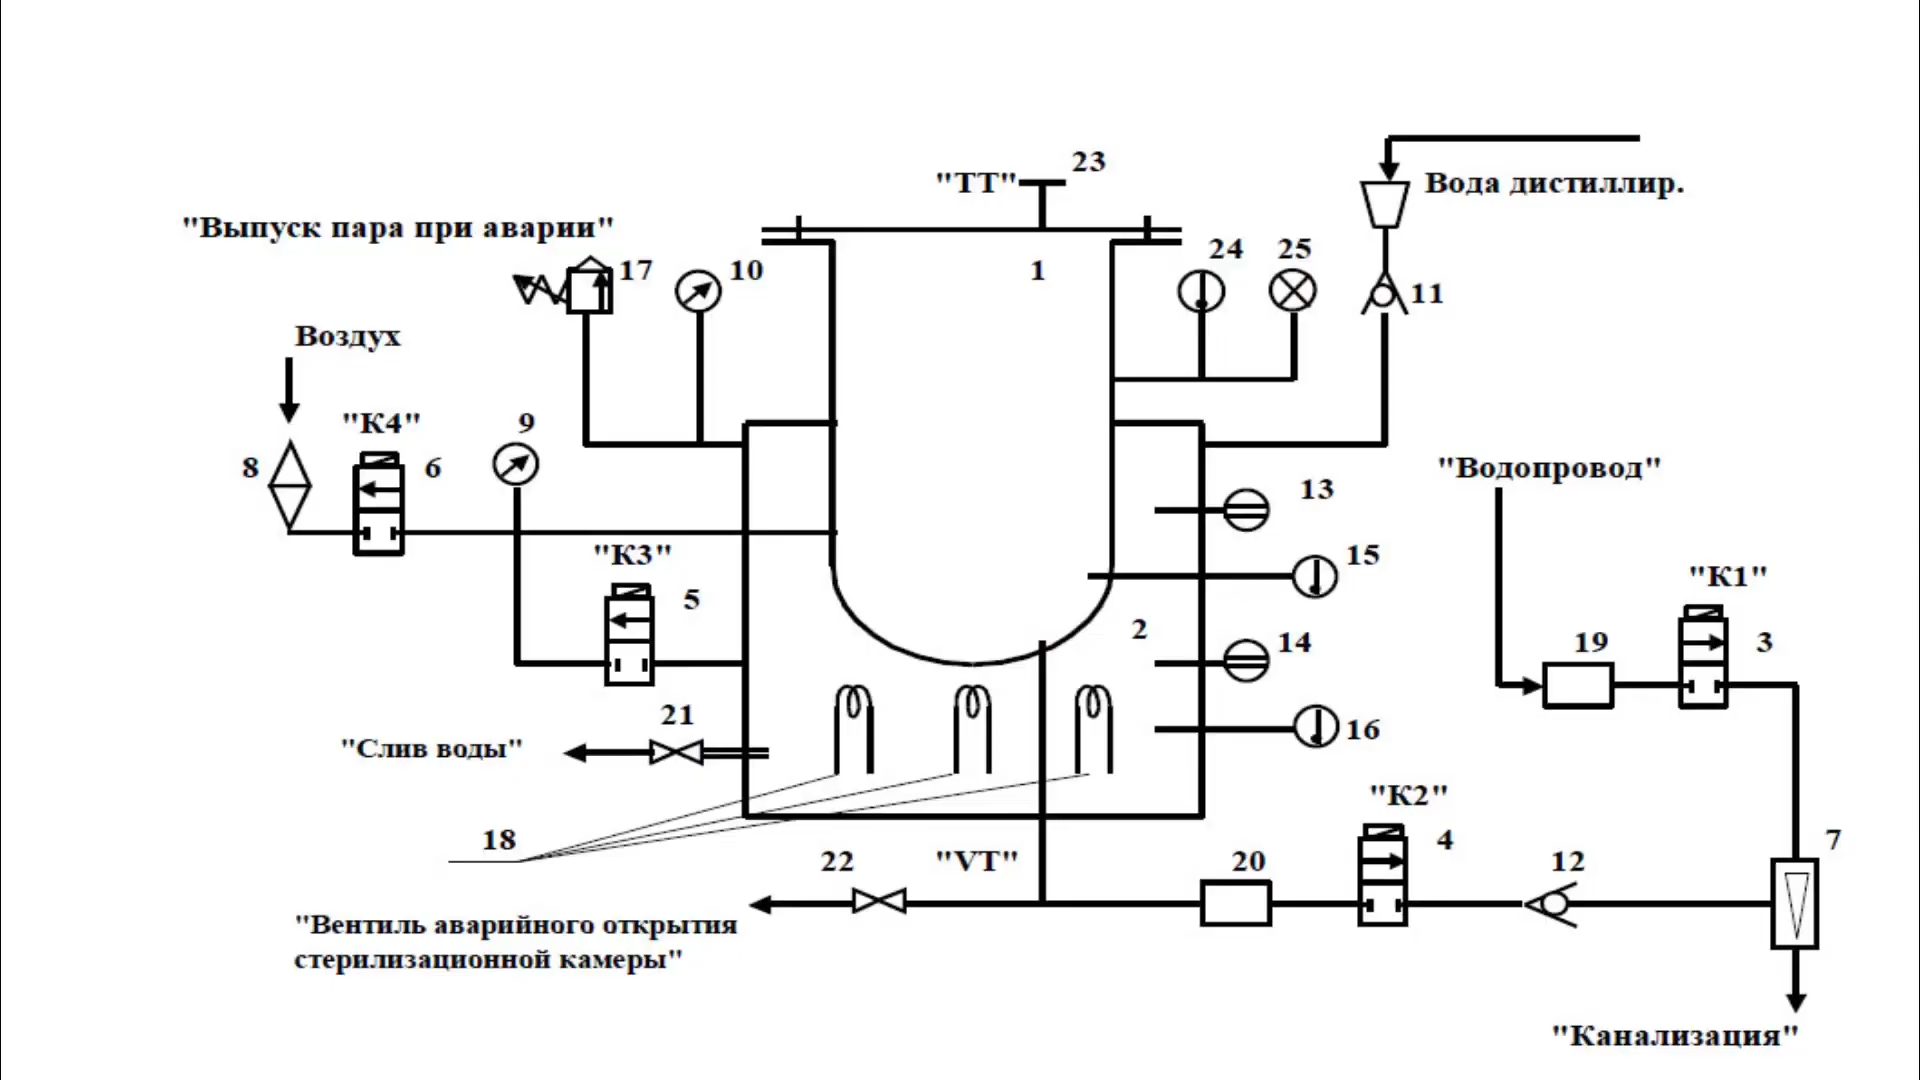 "ТТ"
23
Вода дистиллир.
"Выпуск пара при аварии"
17
10
1
24
25
11
Воздух
"К4"
9
8
6
"Водопровод"
13
"К3"
15
5
"К1"
2
14
19
3
21
16
"Слив воды"
"К2"
18
22
"VT"
20
4
12
7
"Вентиль аварийного открытия
стерилизационной камеры"
"Канализация"